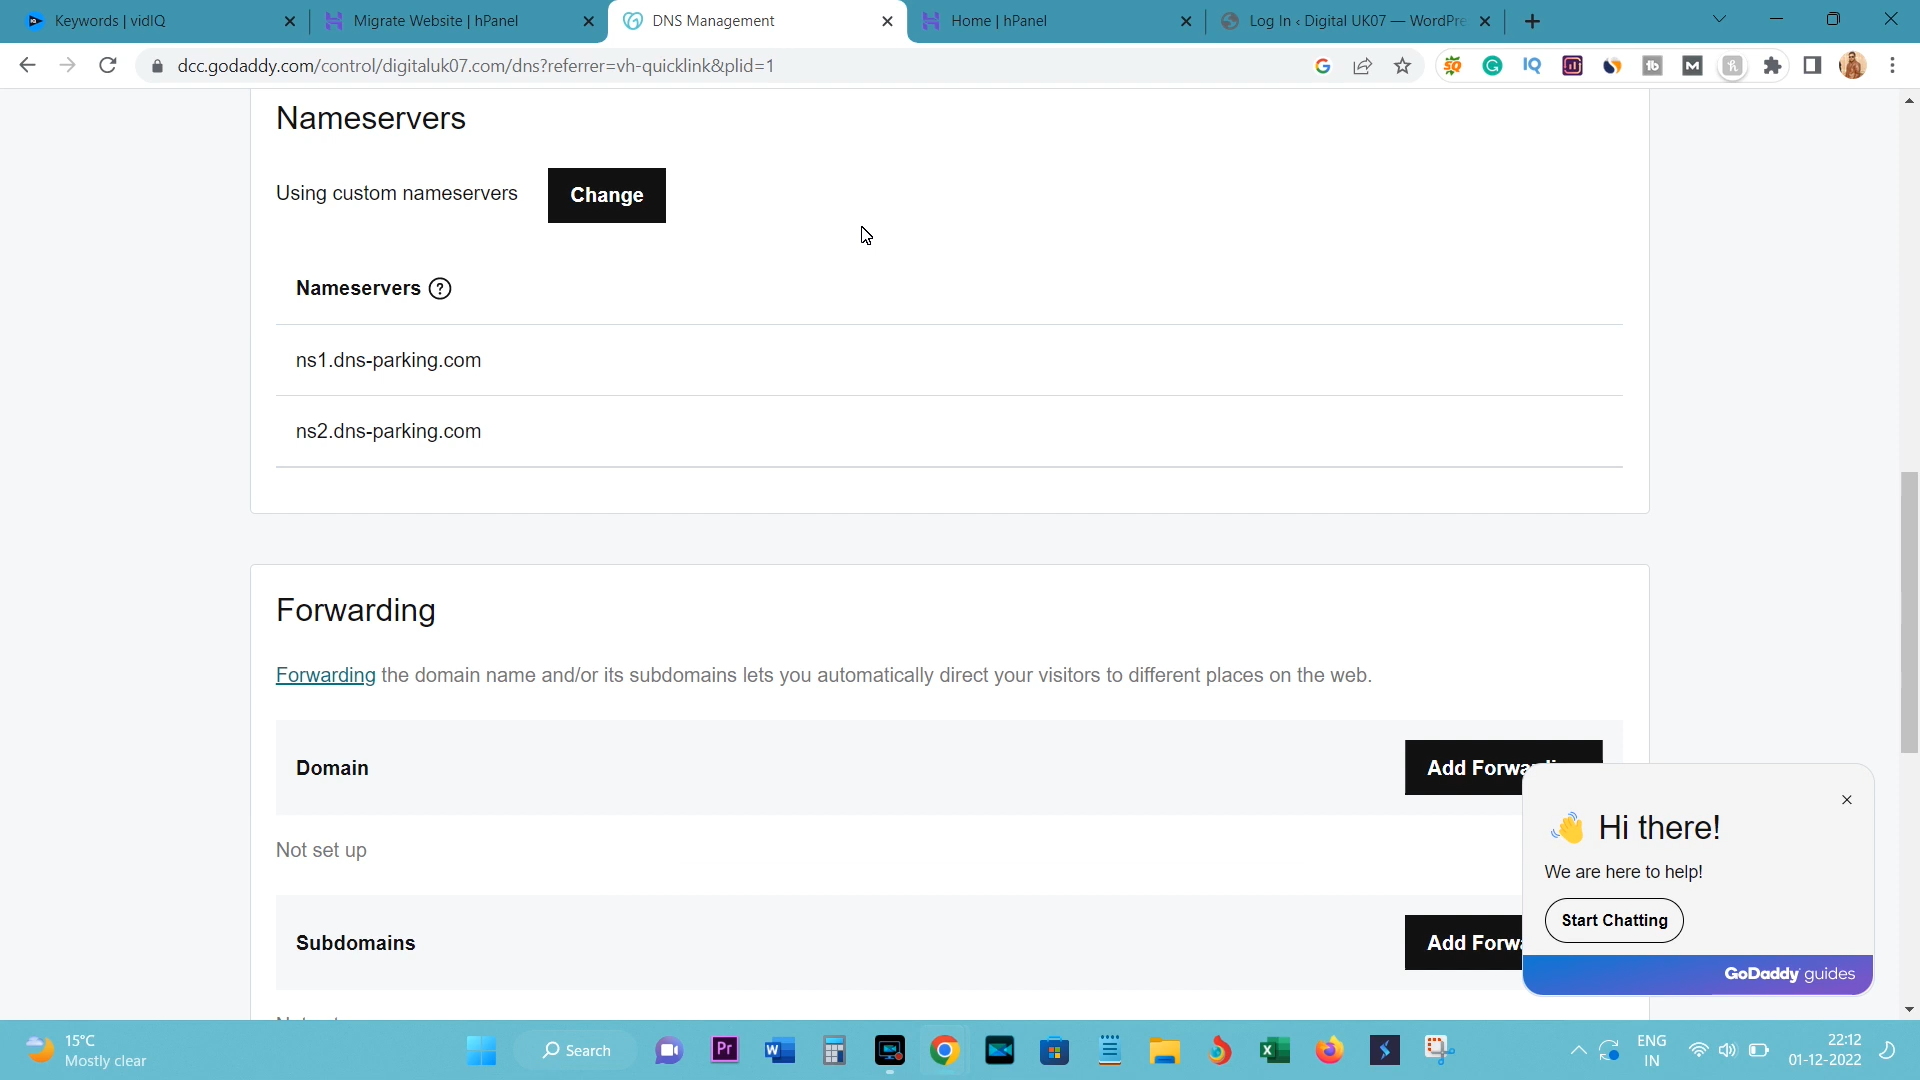 Keywords | vidIQ
Migrate Website | hPanel
DNS Management
Home | hPanel
Log In ‹ Digital UK07 — WordPre
dcc.godaddy.com/control/digitaluk07.com/dns?referrer=vh-quicklink&plid=1
Nameservers
Using custom nameservers
Change
Nameservers ?
ns1.dns-parking.com
ns2.dns-parking.com
Forwarding
Forwarding the domain name and/or its subdomains lets you automatically direct your visitors to different places on the web.
Domain
Add Forwardi
Not set up
Subdomains
Add Forwa
Hi there!
We are here to help!
Start Chatting
GoDaddy guides
15°C
Mostly clear
Search
ENG
IN
22:12
01-12-2022